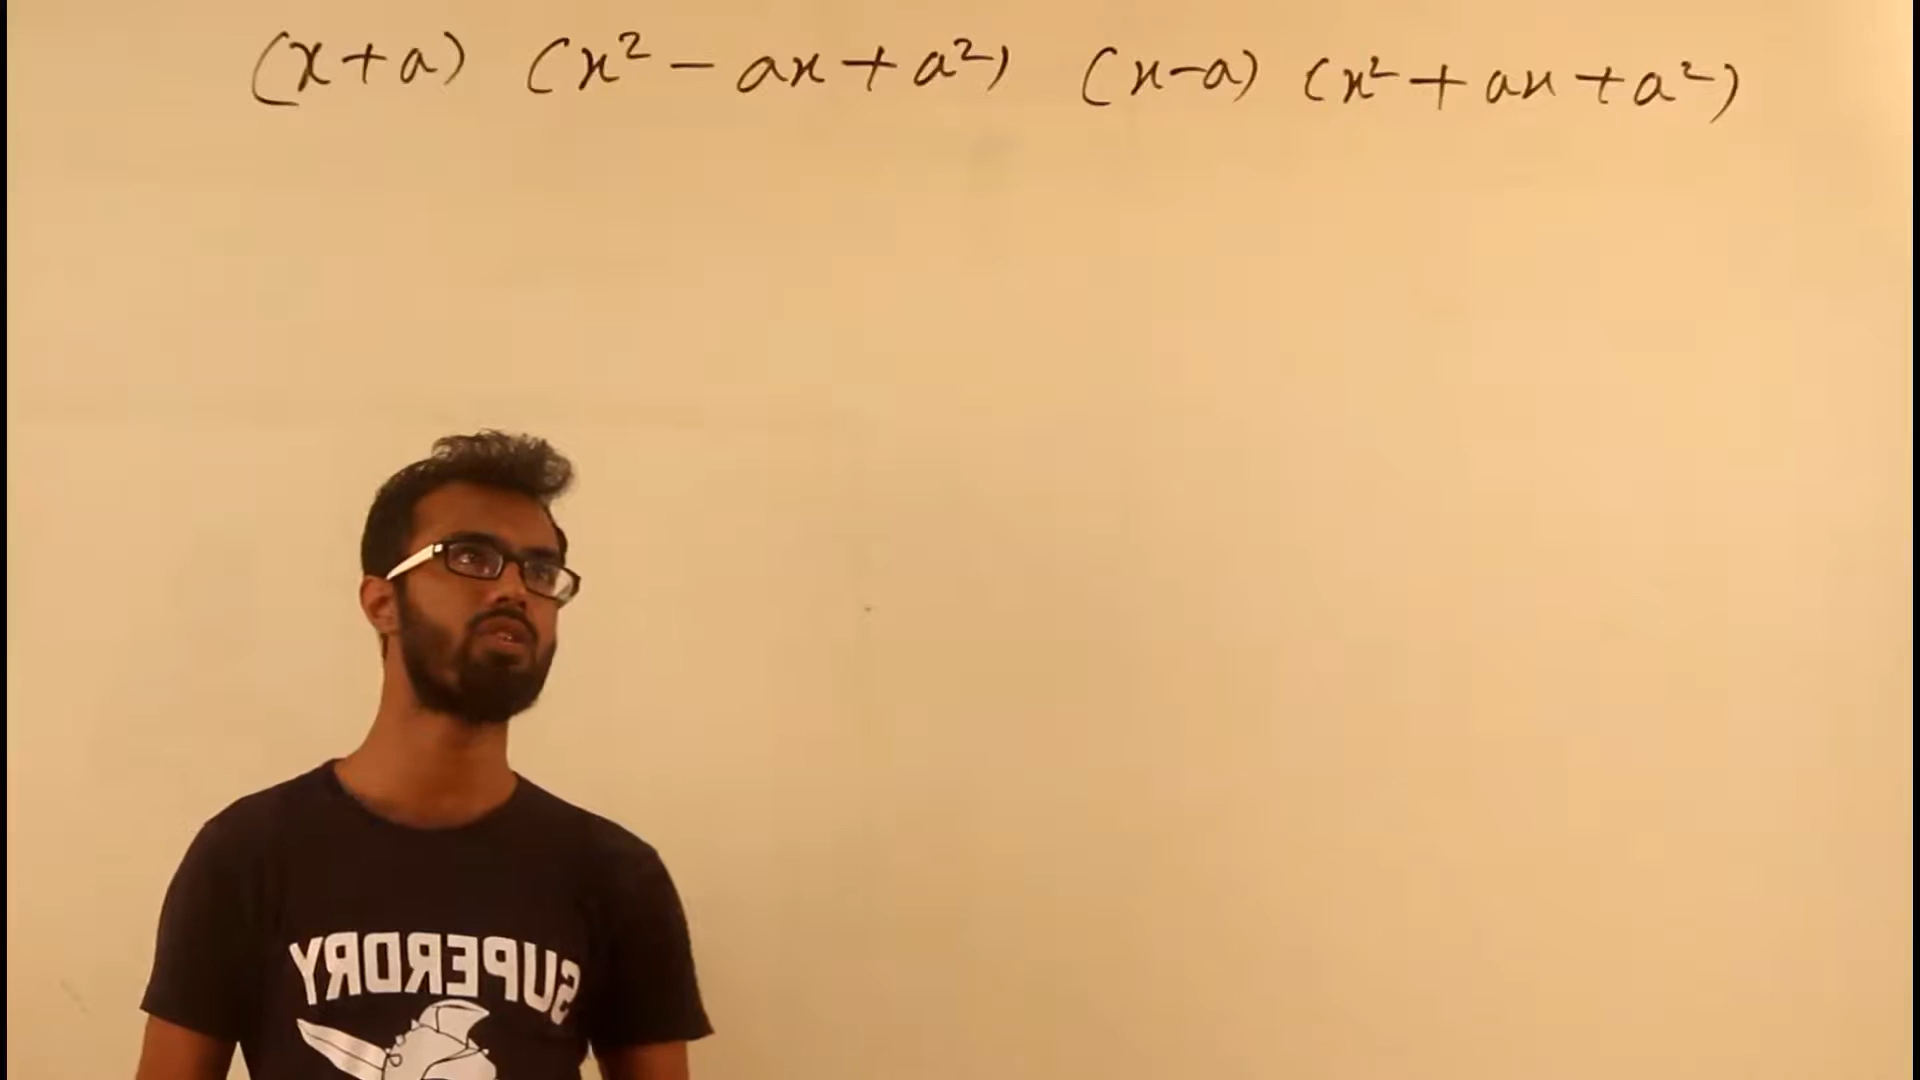 (x+a) (x² - ax + a²) (x-a) (x² + ax + a²)
SUPERDRY